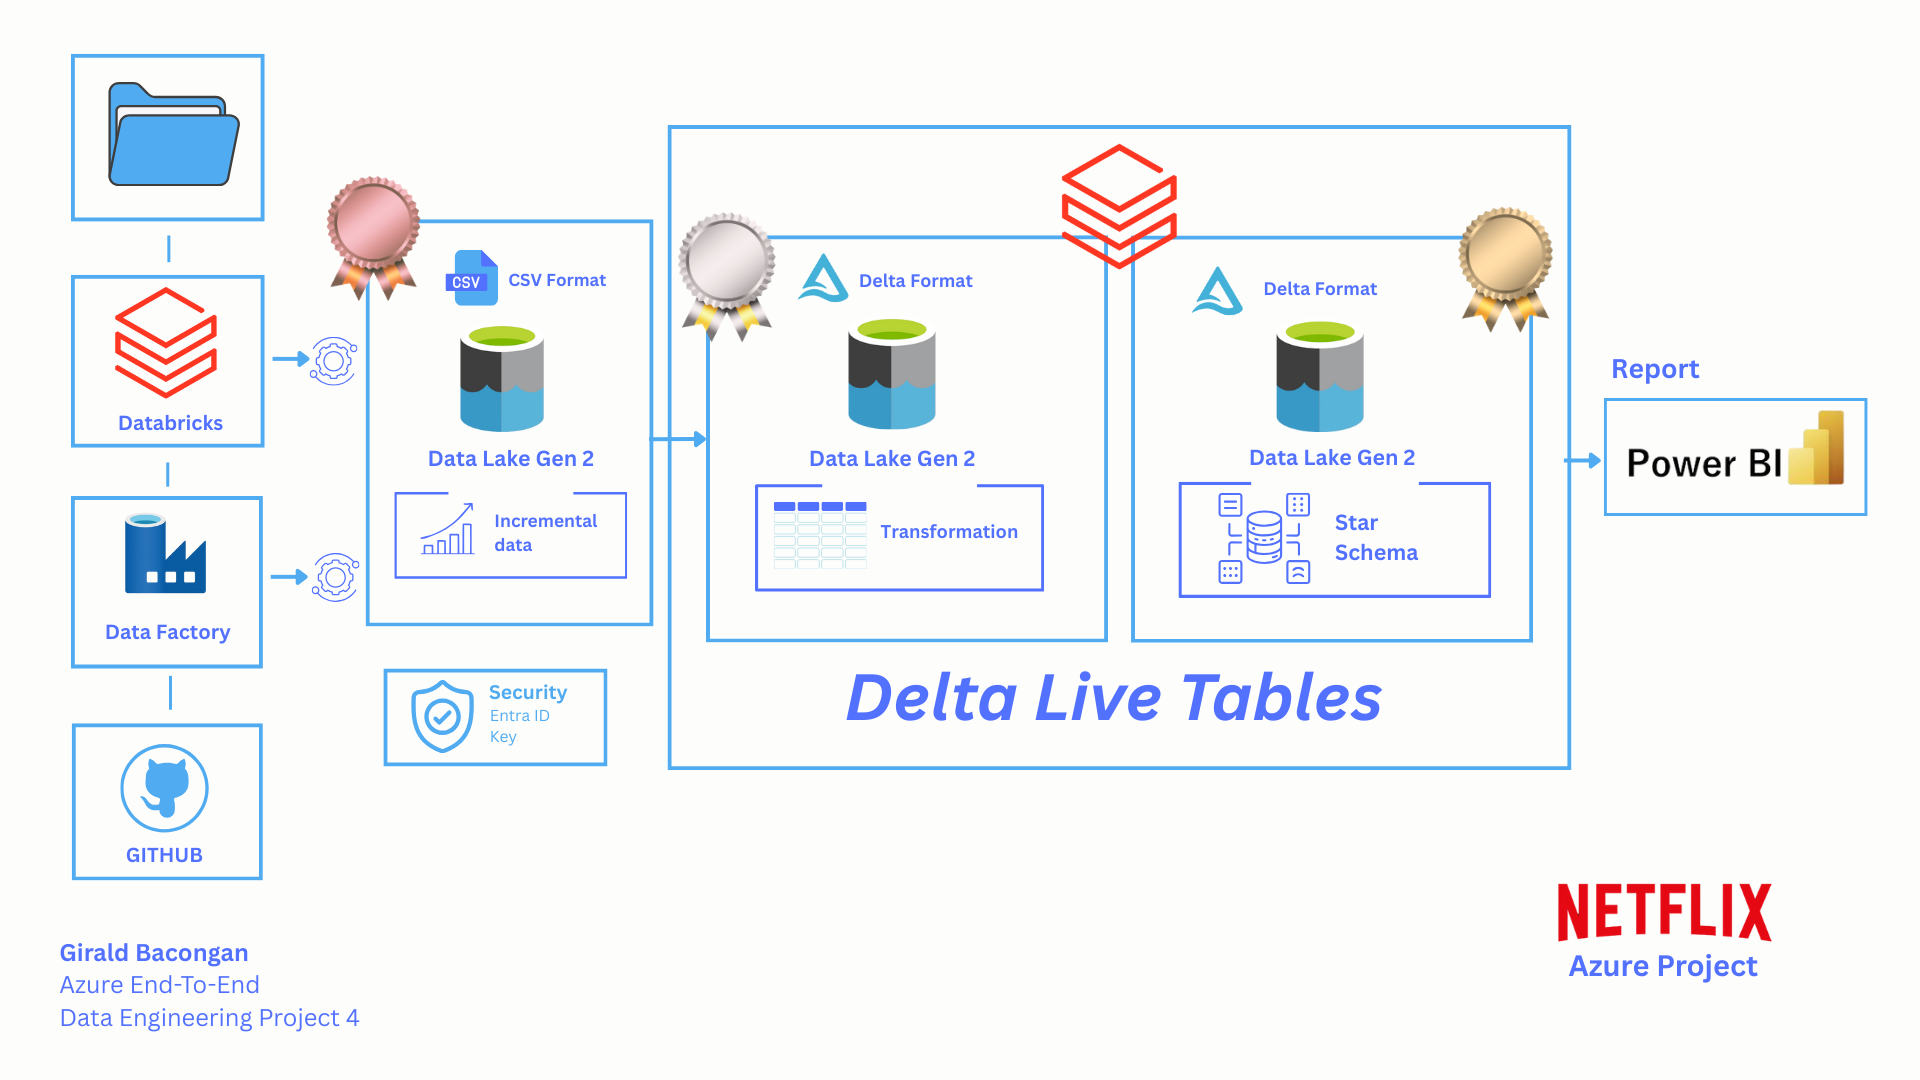 Databricks
Data Factory
GITHUB
CSV
CSV Format
Data Lake Gen 2
Incremental
data
Security
Entra ID
Key
Delta Format
Data Lake Gen 2
Transformation
Delta Format
Data Lake Gen 2
Star
Schema
Delta Live Tables
Report
Power BI
NETFLIX
Azure Project
Girald Bacongan
Azure End-To-End
Data Engineering Project 4